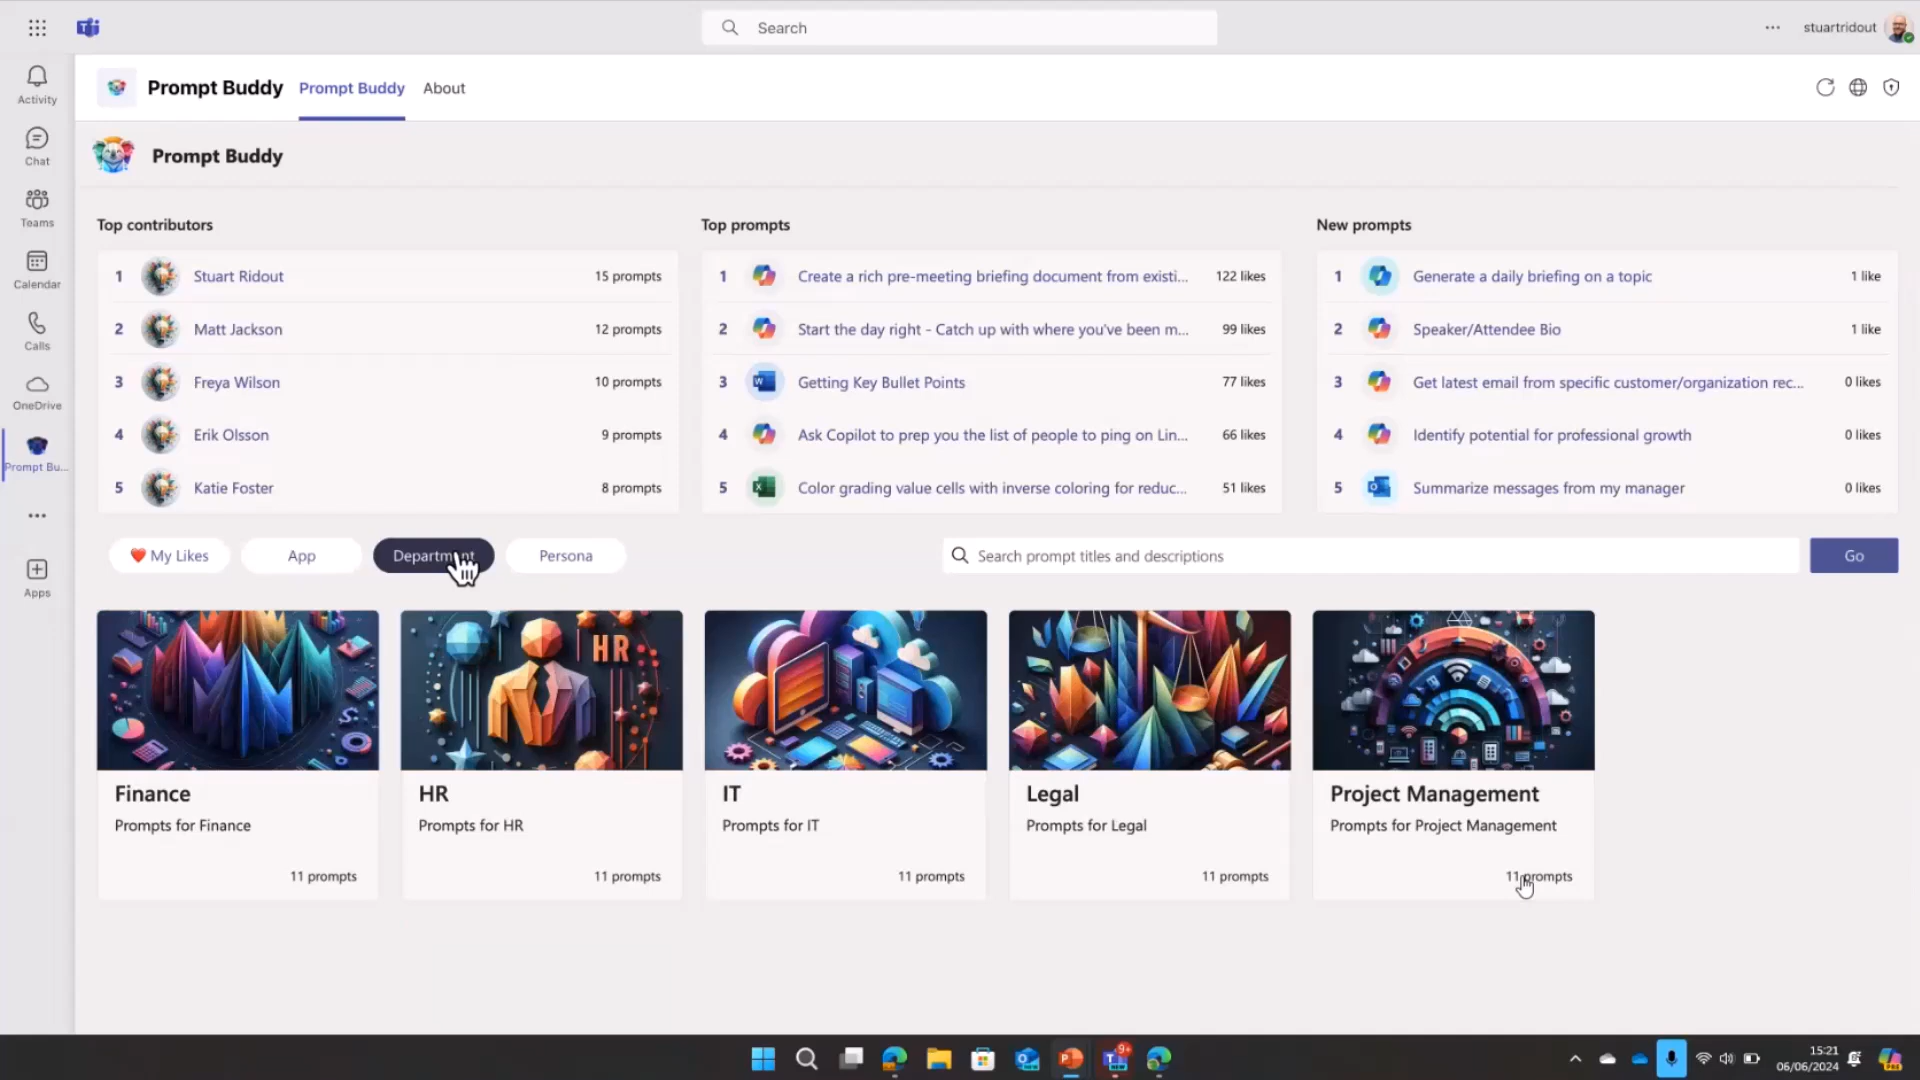 Search
stuartridout
Activity
Chat
Teams
Calendar
Calls
OneDrive
Prompt Bu...
Apps
Prompt Buddy
Prompt Buddy
About
Prompt Buddy
Top contributors
1 Stuart Ridout 15 prompts
2 Matt Jackson 12 prompts
3 Freya Wilson 10 prompts
4 Erik Olsson 9 prompts
5 Katie Foster 8 prompts
Top prompts
1 Create a rich pre-meeting briefing document from existi... 122 likes
2 Start the day right - Catch up with where you've been m... 99 likes
3 Getting Key Bullet Points 77 likes
4 Ask Copilot to prep you the list of people to ping on Lin... 66 likes
5 Color grading value cells with inverse coloring for reduc... 51 likes
New prompts
1 Generate a daily briefing on a topic 1 like
2 Speaker/Attendee Bio 1 like
3 Get latest email from specific customer/organization rec... 0 likes
4 Identify potential for professional growth 0 likes
5 Summarize messages from my manager 0 likes
My Likes
App
Department
Persona
Search prompt titles and descriptions
Go
Finance
Prompts for Finance
11 prompts
HR
HR
Prompts for HR
11 prompts
IT
Prompts for IT
11 prompts
Legal
Prompts for Legal
11 prompts
Project Management
Prompts for Project Management
11 prompts
9+
15:21
06/06/2024